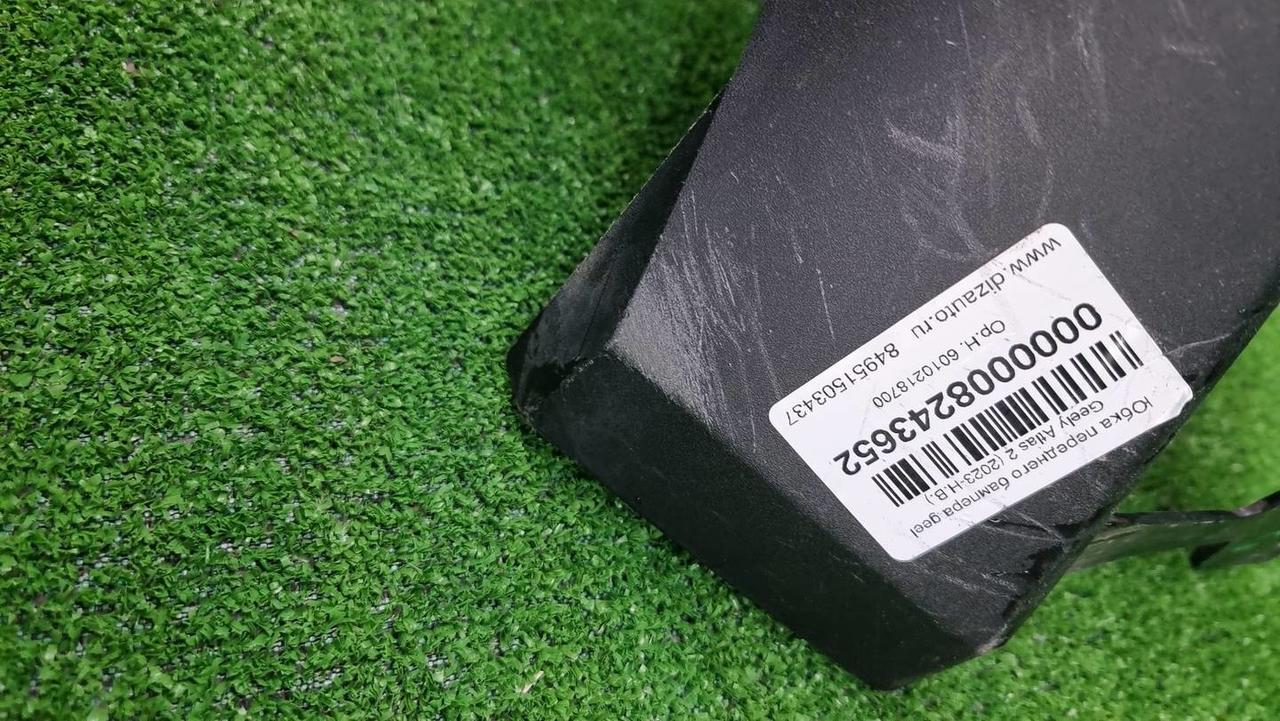 Юбка переднего бампера geel
Geely Atlas 2 (2023-Н.В.)
0000008243652
Ор.Н. 6010218700
www.dizauto.ru 84951503437